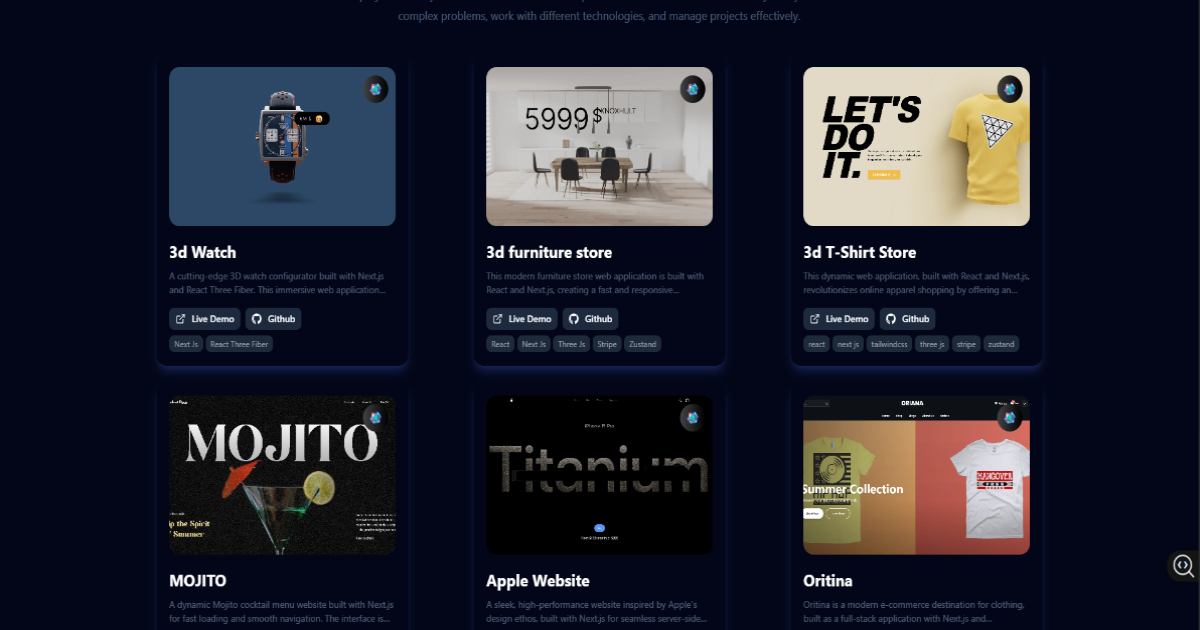 complex problems, work with different technologies, and manage projects effectively.
5999$
KNOXHULT
LET'S
DO
IT.
3d Watch
A cutting-edge 3D watch configurator built with Next.js
and React Three Fiber. This immersive web application...
Live Demo
Github
Next Js
React Three Fiber
3d furniture store
This modern furniture store web application is built with
React and Next.js, creating a fast and responsive...
Live Demo
Github
React
Next Js
Three Js
Stripe
Zustand
3d T-Shirt Store
This dynamic web application, built with React and Next.js,
revolutionizes online apparel shopping by offering an...
Live Demo
Github
react
next js
tailwindcss
three js
stripe
zustand
MOJITO
ip the Spirit
Summer
Titanium
ORIANA
Summer Collection
HANGOVER
MOJITO
A dynamic Mojito cocktail menu website built with Next.js
for fast loading and smooth navigation. The interface is...
Apple Website
A sleek, high-performance website inspired by Apple's
design ethos, built with Next.js for seamless server-side...
Oritina
Oritina is a modern e-commerce destination for clothing,
built as a full-stack application with Next.js and...